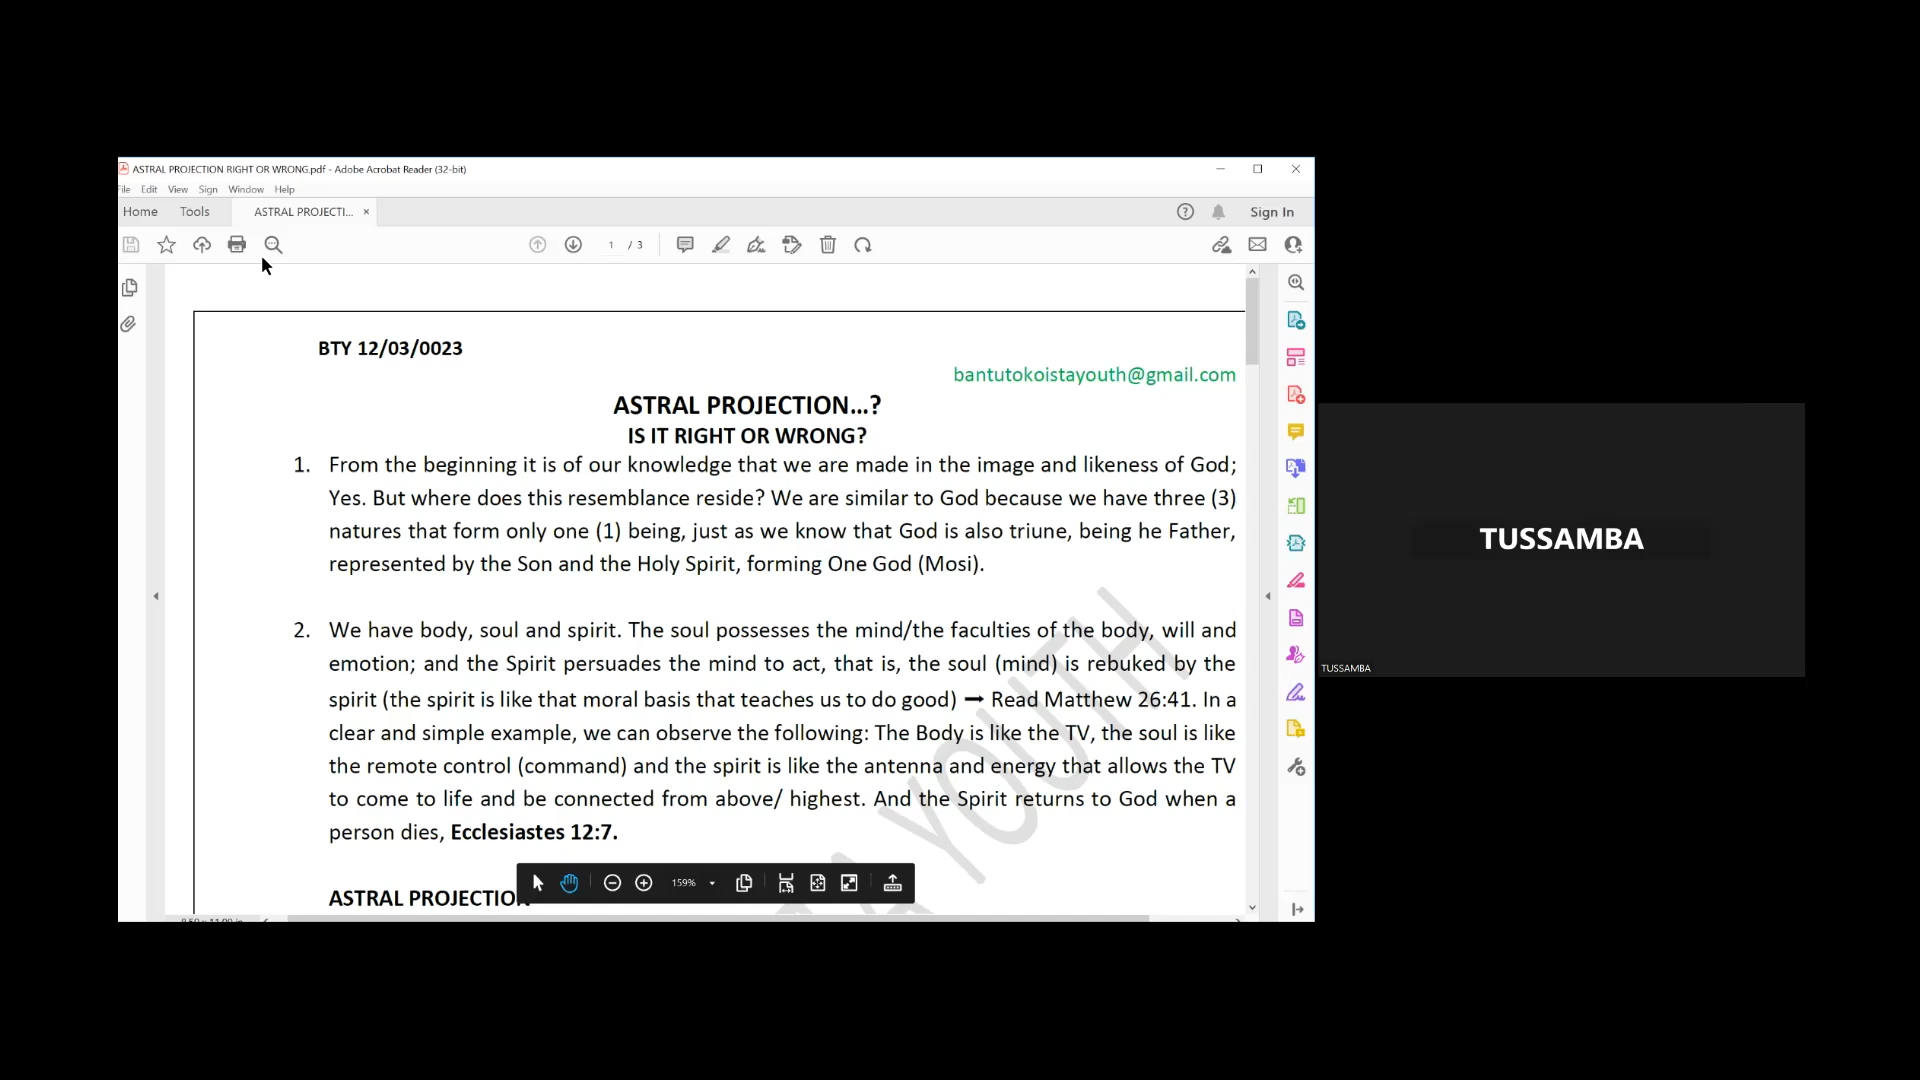 ASTRAL PROJECTION RIGHT OR WRONG.pdf - Adobe Acrobat Reader (32-bit)
File Edit View Sign Window Help
Home Tools ASTRAL PROJECTI... × Sign In
1 / 3
BTY 12/03/0023
bantutokoistayouth@gmail.com
ASTRAL PROJECTION...?
IS IT RIGHT OR WRONG?
1. From the beginning it is of our knowledge that we are made in the image and likeness of God;
Yes. But where does this resemblance reside? We are similar to God because we have three (3)
natures that form only one (1) being, just as we know that God is also triune, being he Father,
represented by the Son and the Holy Spirit, forming One God (Mosi).
2. We have body, soul and spirit. The soul possesses the mind/the faculties of the body, will and
emotion; and the Spirit persuades the mind to act, that is, the soul (mind) is rebuked by the
spirit (the spirit is like that moral basis that teaches us to do good) ➞ Read Matthew 26:41. In a
clear and simple example, we can observe the following: The Body is like the TV, the soul is like
the remote control (command) and the spirit is like the antenna and energy that allows the TV
to come to life and be connected from above/ highest. And the Spirit returns to God when a
person dies, Ecclesiastes 12:7.
YOUTH
159%
ASTRAL PROJECTION
TUSSAMBA
TUSSAMBA